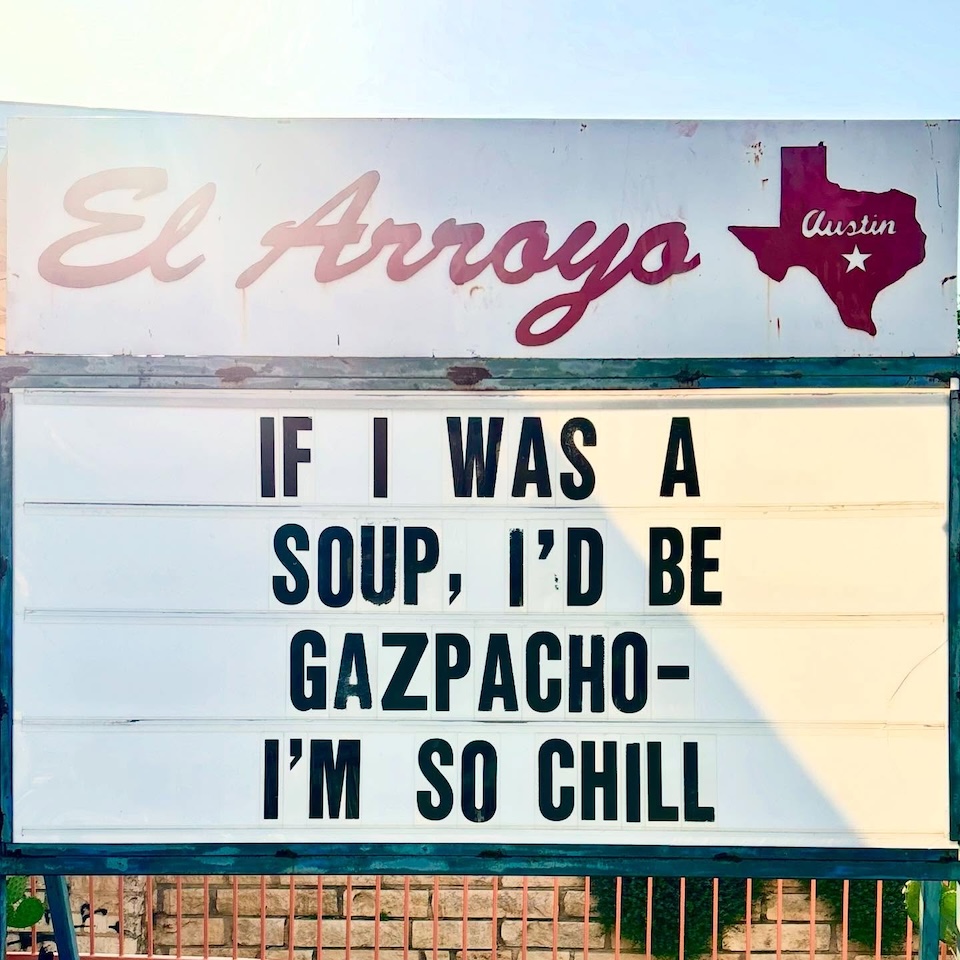 El Arroyo
Austin
IF I WAS A
SOUP, I'D BE
GAZPACHO-
I'M SO CHILL